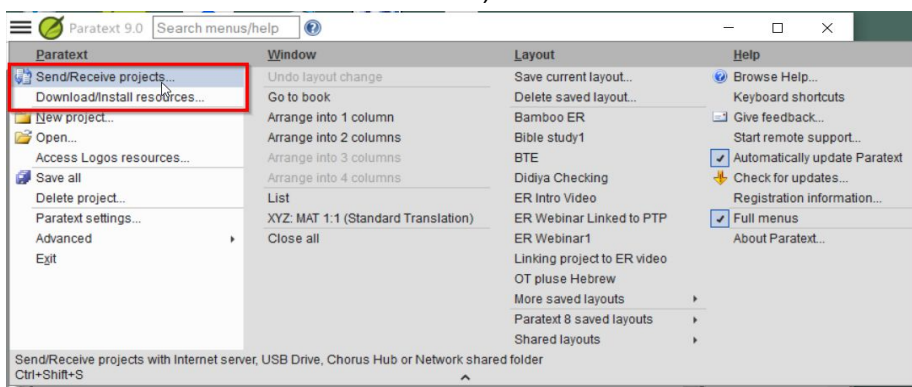 Paratext 9.0 Search menus/help
Paratext
Send/Receive projects...
Download/Install resources...
New project...
Open...
Access Logos resources...
Save all
Delete project...
Paratext settings...
Advanced
Exit
Window
Undo layout change
Go to book
Arrange into 1 column
Arrange into 2 columns
Arrange into 3 columns
Arrange into 4 columns
List
XYZ: MAT 1:1 (Standard Translation)
Close all
Layout
Save current layout...
Delete saved layout...
Bamboo ER
Bible study1
BTE
Didiya Checking
ER Intro Video
ER Webinar Linked to PTP
ER Webinar1
Linking project to ER video
OT pluse Hebrew
More saved layouts
Paratext 8 saved layouts
Shared layouts
Help
Browse Help...
Keyboard shortcuts
Give feedback...
Start remote support...
Automatically update Paratext
Check for updates...
Registration information...
Full menus
About Paratext...
Send/Receive projects with Internet server, USB Drive, Chorus Hub or Network shared folder
Ctrl+Shift+S